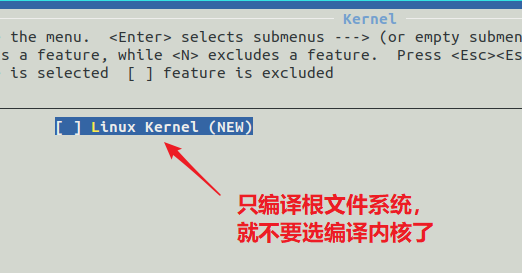 Kernel
the menu.  <Enter> selects submenus ---> (or empty submen
s a feature, while <N> excludes a feature.  Press <Esc><Es
is selected  [ ] feature is excluded
[ ] Linux Kernel (NEW)
只编译根文件系统，
就不要选编译内核了